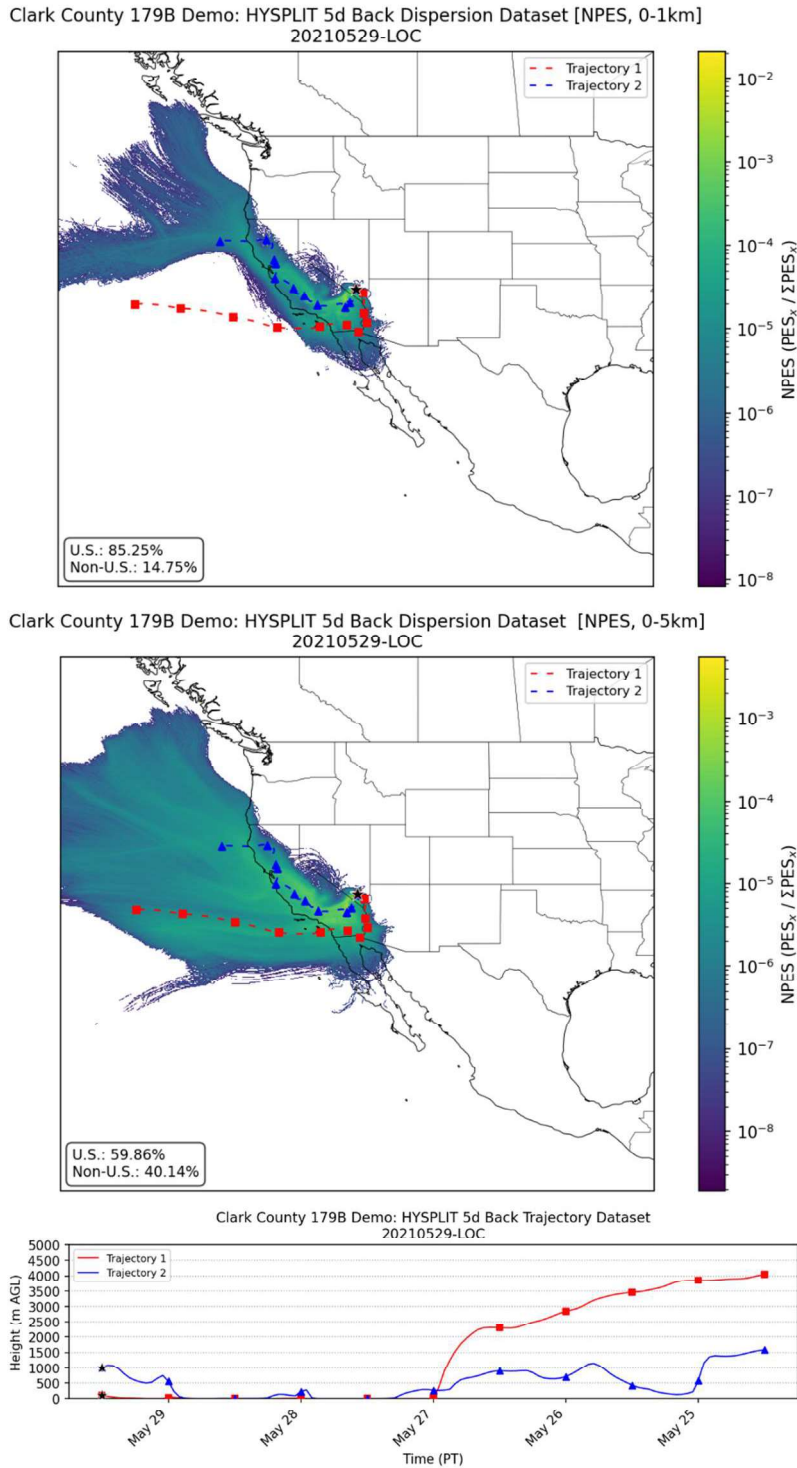 Clark County 179B Demo: HYSPLIT 5d Back Dispersion Dataset [NPES, 0-1km]
20210529-LOC
Trajectory 1
Trajectory 2
U.S.: 85.25%
Non-U.S.: 14.75%
10⁻²
10⁻³
10⁻⁴
10⁻⁵
10⁻⁶
10⁻⁷
10⁻⁸
NPES (PESₓ / ΣPESₓ)
Clark County 179B Demo: HYSPLIT 5d Back Dispersion Dataset [NPES, 0-5km]
20210529-LOC
Trajectory 1
Trajectory 2
U.S.: 59.86%
Non-U.S.: 40.14%
10⁻³
10⁻⁴
10⁻⁵
10⁻⁶
10⁻⁷
10⁻⁸
NPES (PESₓ / ΣPESₓ)
Clark County 179B Demo: HYSPLIT 5d Back Trajectory Dataset
20210529-LOC
Trajectory 1
Trajectory 2
5000
4500
4000
3500
3000
2500
2000
1500
1000
500
0
Height (m AGL)
May 29
May 28
May 27
May 26
May 25
Time (PT)